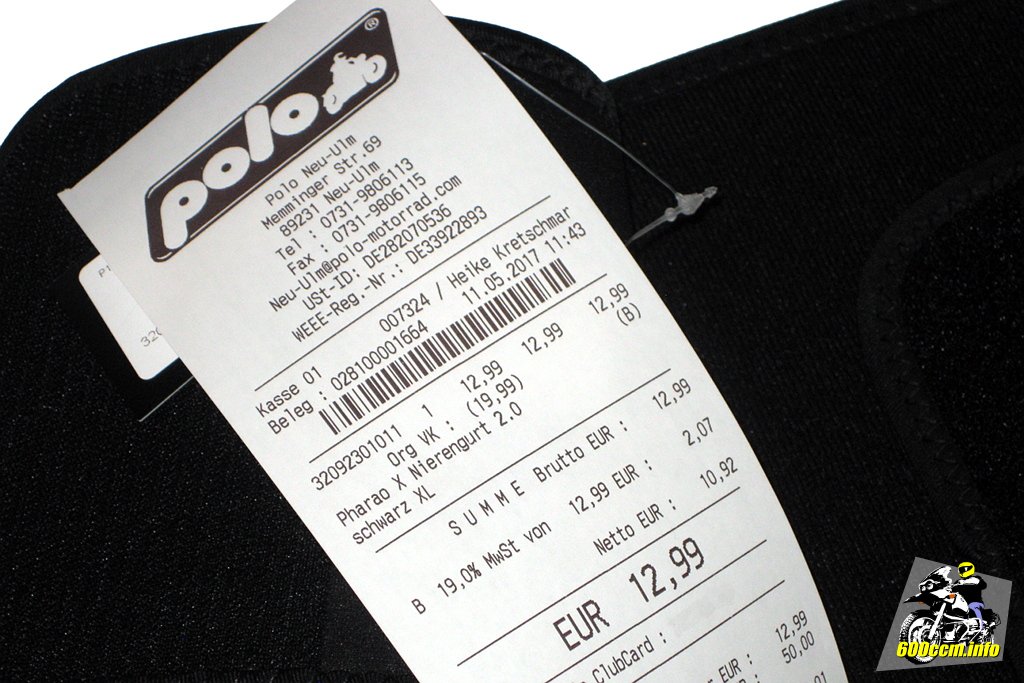 polo®
Polo Neu-Ulm
Memminger Str.69
89231 Neu-Ulm
Tel : 0731-9806113
Fax : 0731-9806115
Neu-Ulm@polo-motorrad.com
USt-ID: DE282070536
WEEE-Reg.-Nr.: DE33922893
Kasse 01 007324 / Heike Kretschmar
Beleg : 028100001664 11.05.2017 11:43
32092301011 1 12,99 12,99 12,99
Org VK : (19,99) (B)
Pharao X Nierengurt 2.0
schwarz XL
SUMME Brutto EUR : 12,99
B 19,0% MwSt von 12,99 EUR : 2,07
Netto EUR : 10,92
EUR 12,99
ClubCard : 12,99
EUR : 50,00
320
600ccm.info